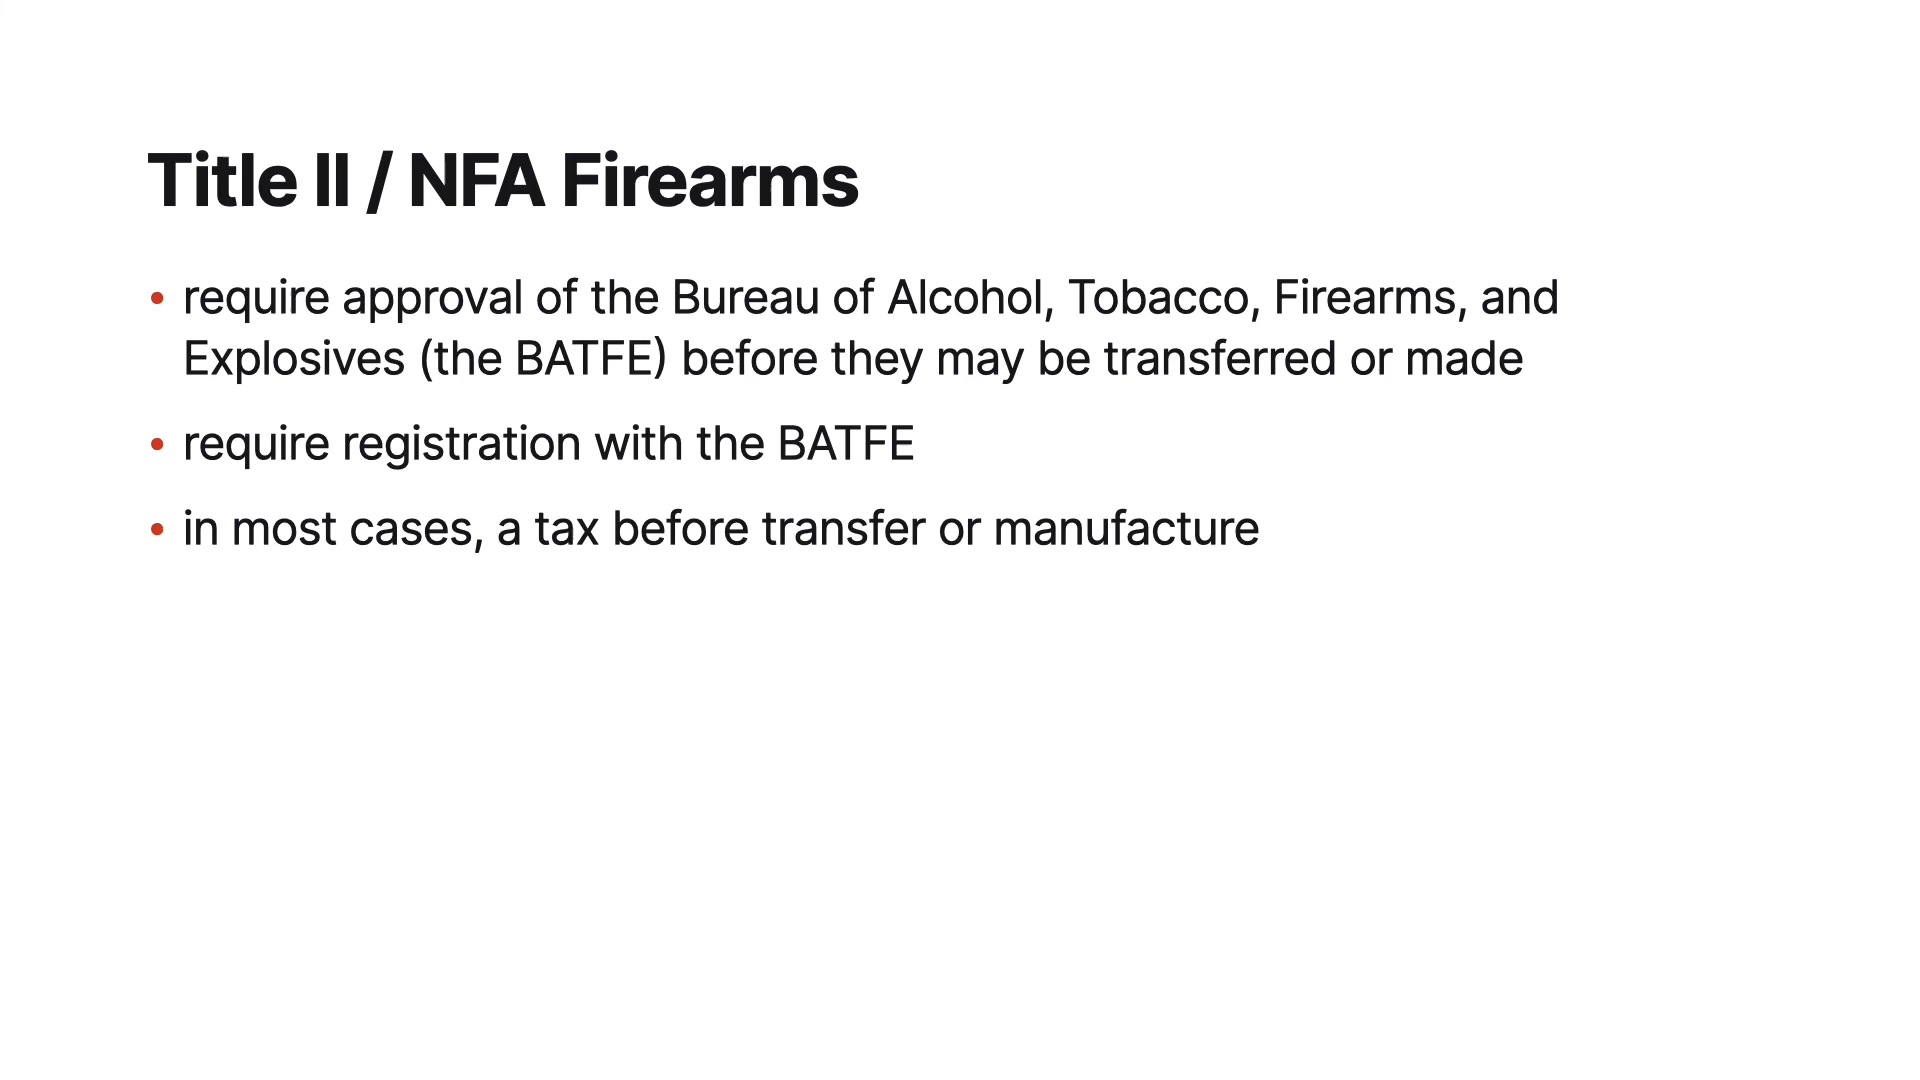 Title II / NFA Firearms
• require approval of the Bureau of Alcohol, Tobacco, Firearms, and
Explosives (the BATFE) before they may be transferred or made
• require registration with the BATFE
• in most cases, a tax before transfer or manufacture